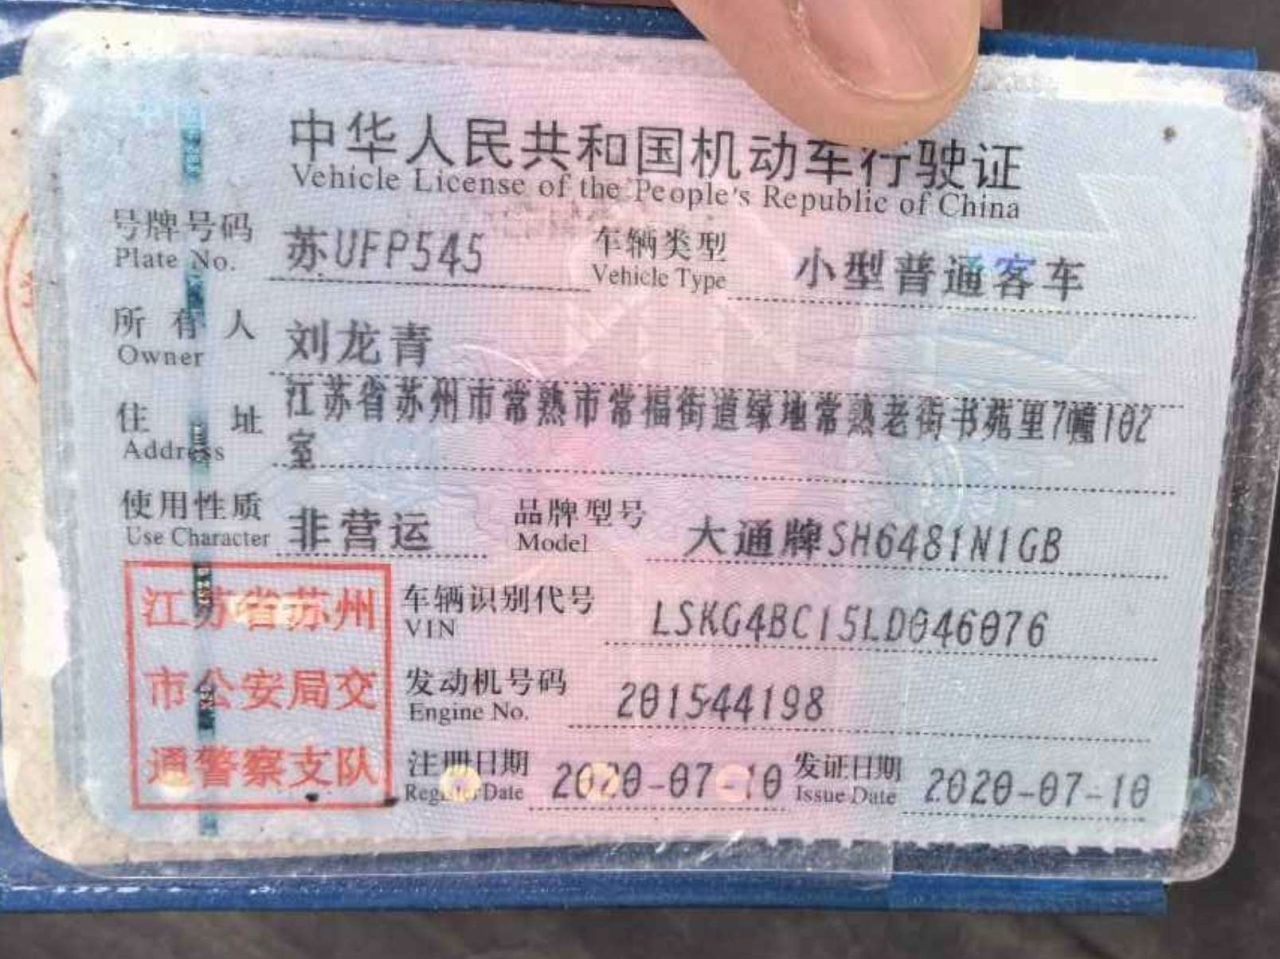 中华人民共和国机动车行驶证
Vehicle License of the People's Republic of China
号牌号码 苏UFP545 车辆类型 小型普通客车
Plate No. Vehicle Type
所有人 刘龙青
Owner
住址 江苏省苏州市常熟市常福街道绿地常熟老街书苑里7幢102
Address 室
使用性质 非营运 品牌型号 大通牌SH6481N1GB
Use Character Model
江苏省苏州 车辆识别代号 LSKG4BC15LD046076
VIN
市公安局交 发动机号码 201544198
Engine No.
通警察支队 注册日期 2020-07-10 发证日期 2020-07-10
Register Date Issue Date